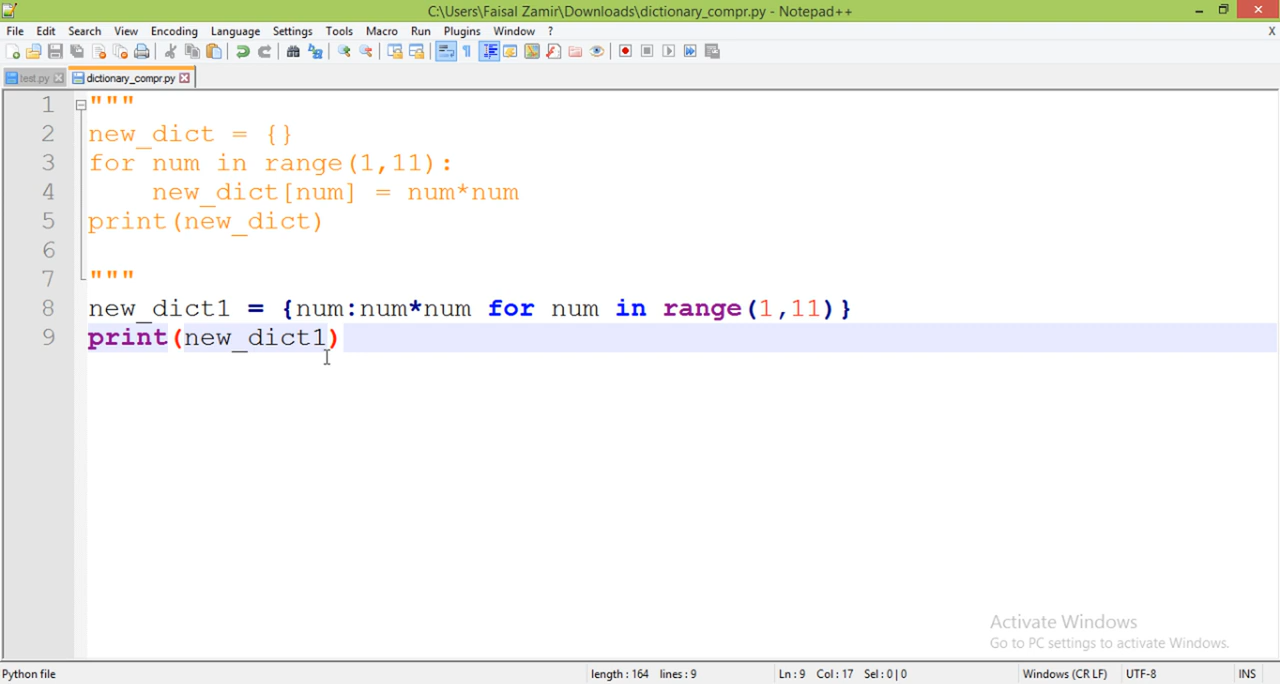 C:\Users\Faisal Zamir\Downloads\dictionary_compr.py - Notepad++
File Edit Search View Encoding Language Settings Tools Macro Run Plugins Window ? X
test.py dictionary_compr.py
1 """
2 new_dict = {}
3 for num in range(1,11):
4     new_dict[num] = num*num
5 print(new_dict)
6
7 """
8 new_dict1 = {num:num*num for num in range(1,11)}
9 print(new_dict1)
Activate Windows
Go to PC settings to activate Windows.
Python file length : 164 lines : 9 Ln : 9 Col : 17 Sel : 0 | 0 Windows (CR LF) UTF-8 INS